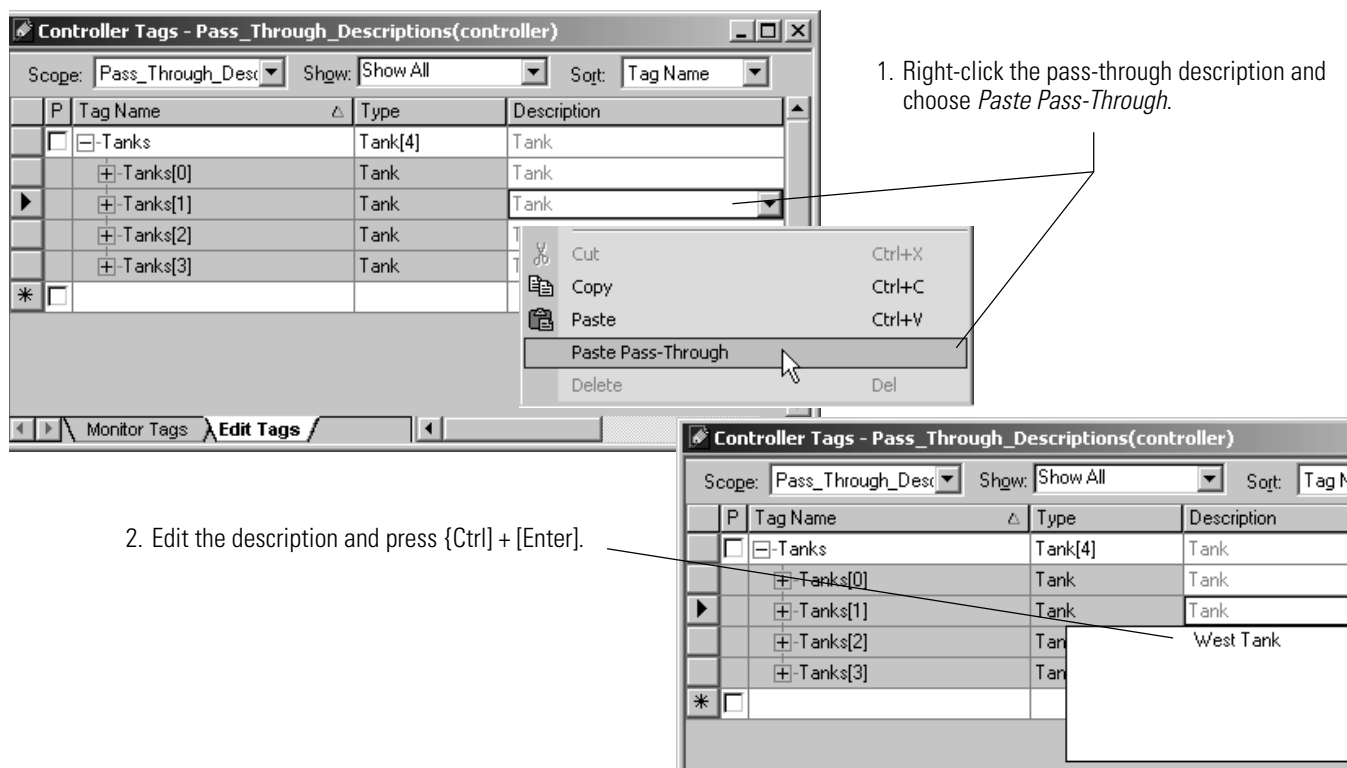 Controller Tags - Pass_Through_Descriptions(controller)
Scope: Pass_Through_Desc Show: Show All Sort: Tag Name
P Tag Name Type Description
Tanks Tank[4] Tank
Tanks[0] Tank Tank
Tanks[1] Tank Tank
Tanks[2] Tank T
Tanks[3] Tank T
Cut Ctrl+X
Copy Ctrl+C
Paste Ctrl+V
Paste Pass-Through
Delete Del
Monitor Tags Edit Tags
1. Right-click the pass-through description and
choose Paste Pass-Through.
2. Edit the description and press {Ctrl] + [Enter].
Controller Tags - Pass_Through_Descriptions(controller)
Scope: Pass_Through_Desc Show: Show All Sort: Tag N
P Tag Name Type Description
Tanks Tank[4] Tank
Tanks[0] Tank Tank
Tanks[1] Tank Tank
Tanks[2] Tan
West Tank
Tanks[3] Tan